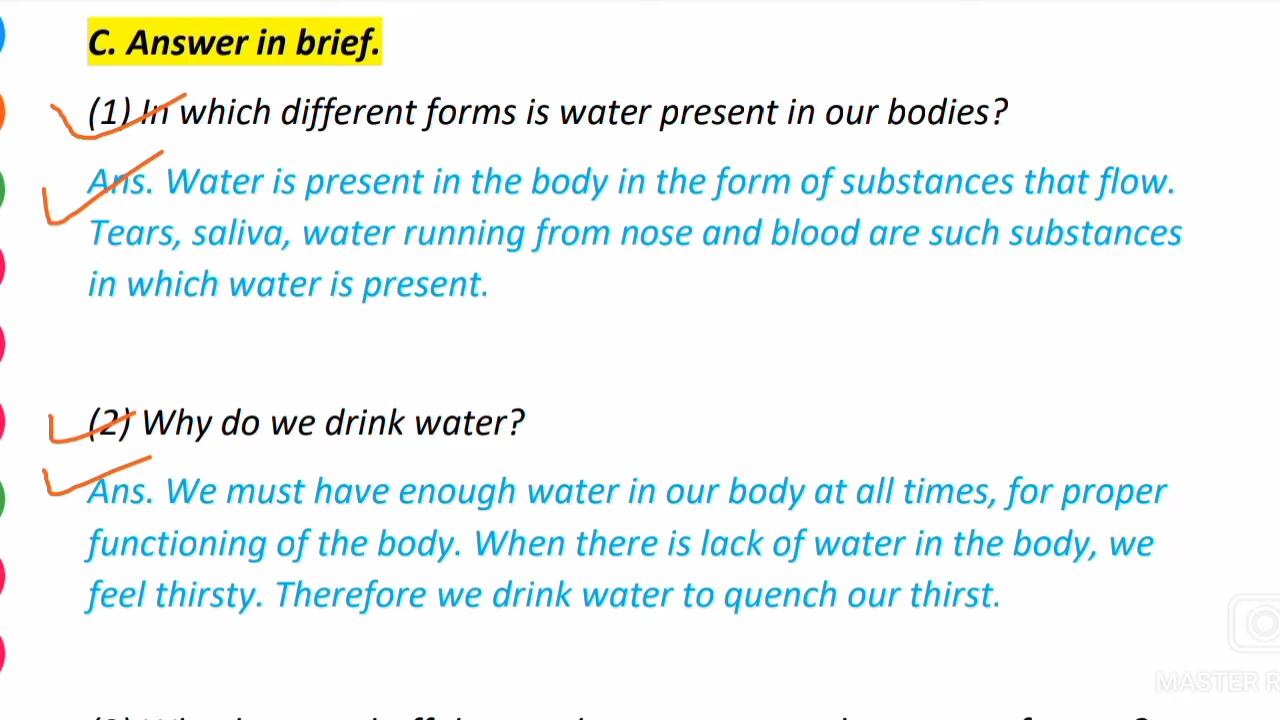 C. Answer in brief.
(1) In which different forms is water present in our bodies?
Ans. Water is present in the body in the form of substances that flow.
Tears, saliva, water running from nose and blood are such substances
in which water is present.
(2) Why do we drink water?
Ans. We must have enough water in our body at all times, for proper
functioning of the body. When there is lack of water in the body, we
feel thirsty. Therefore we drink water to quench our thirst.
MASTER R